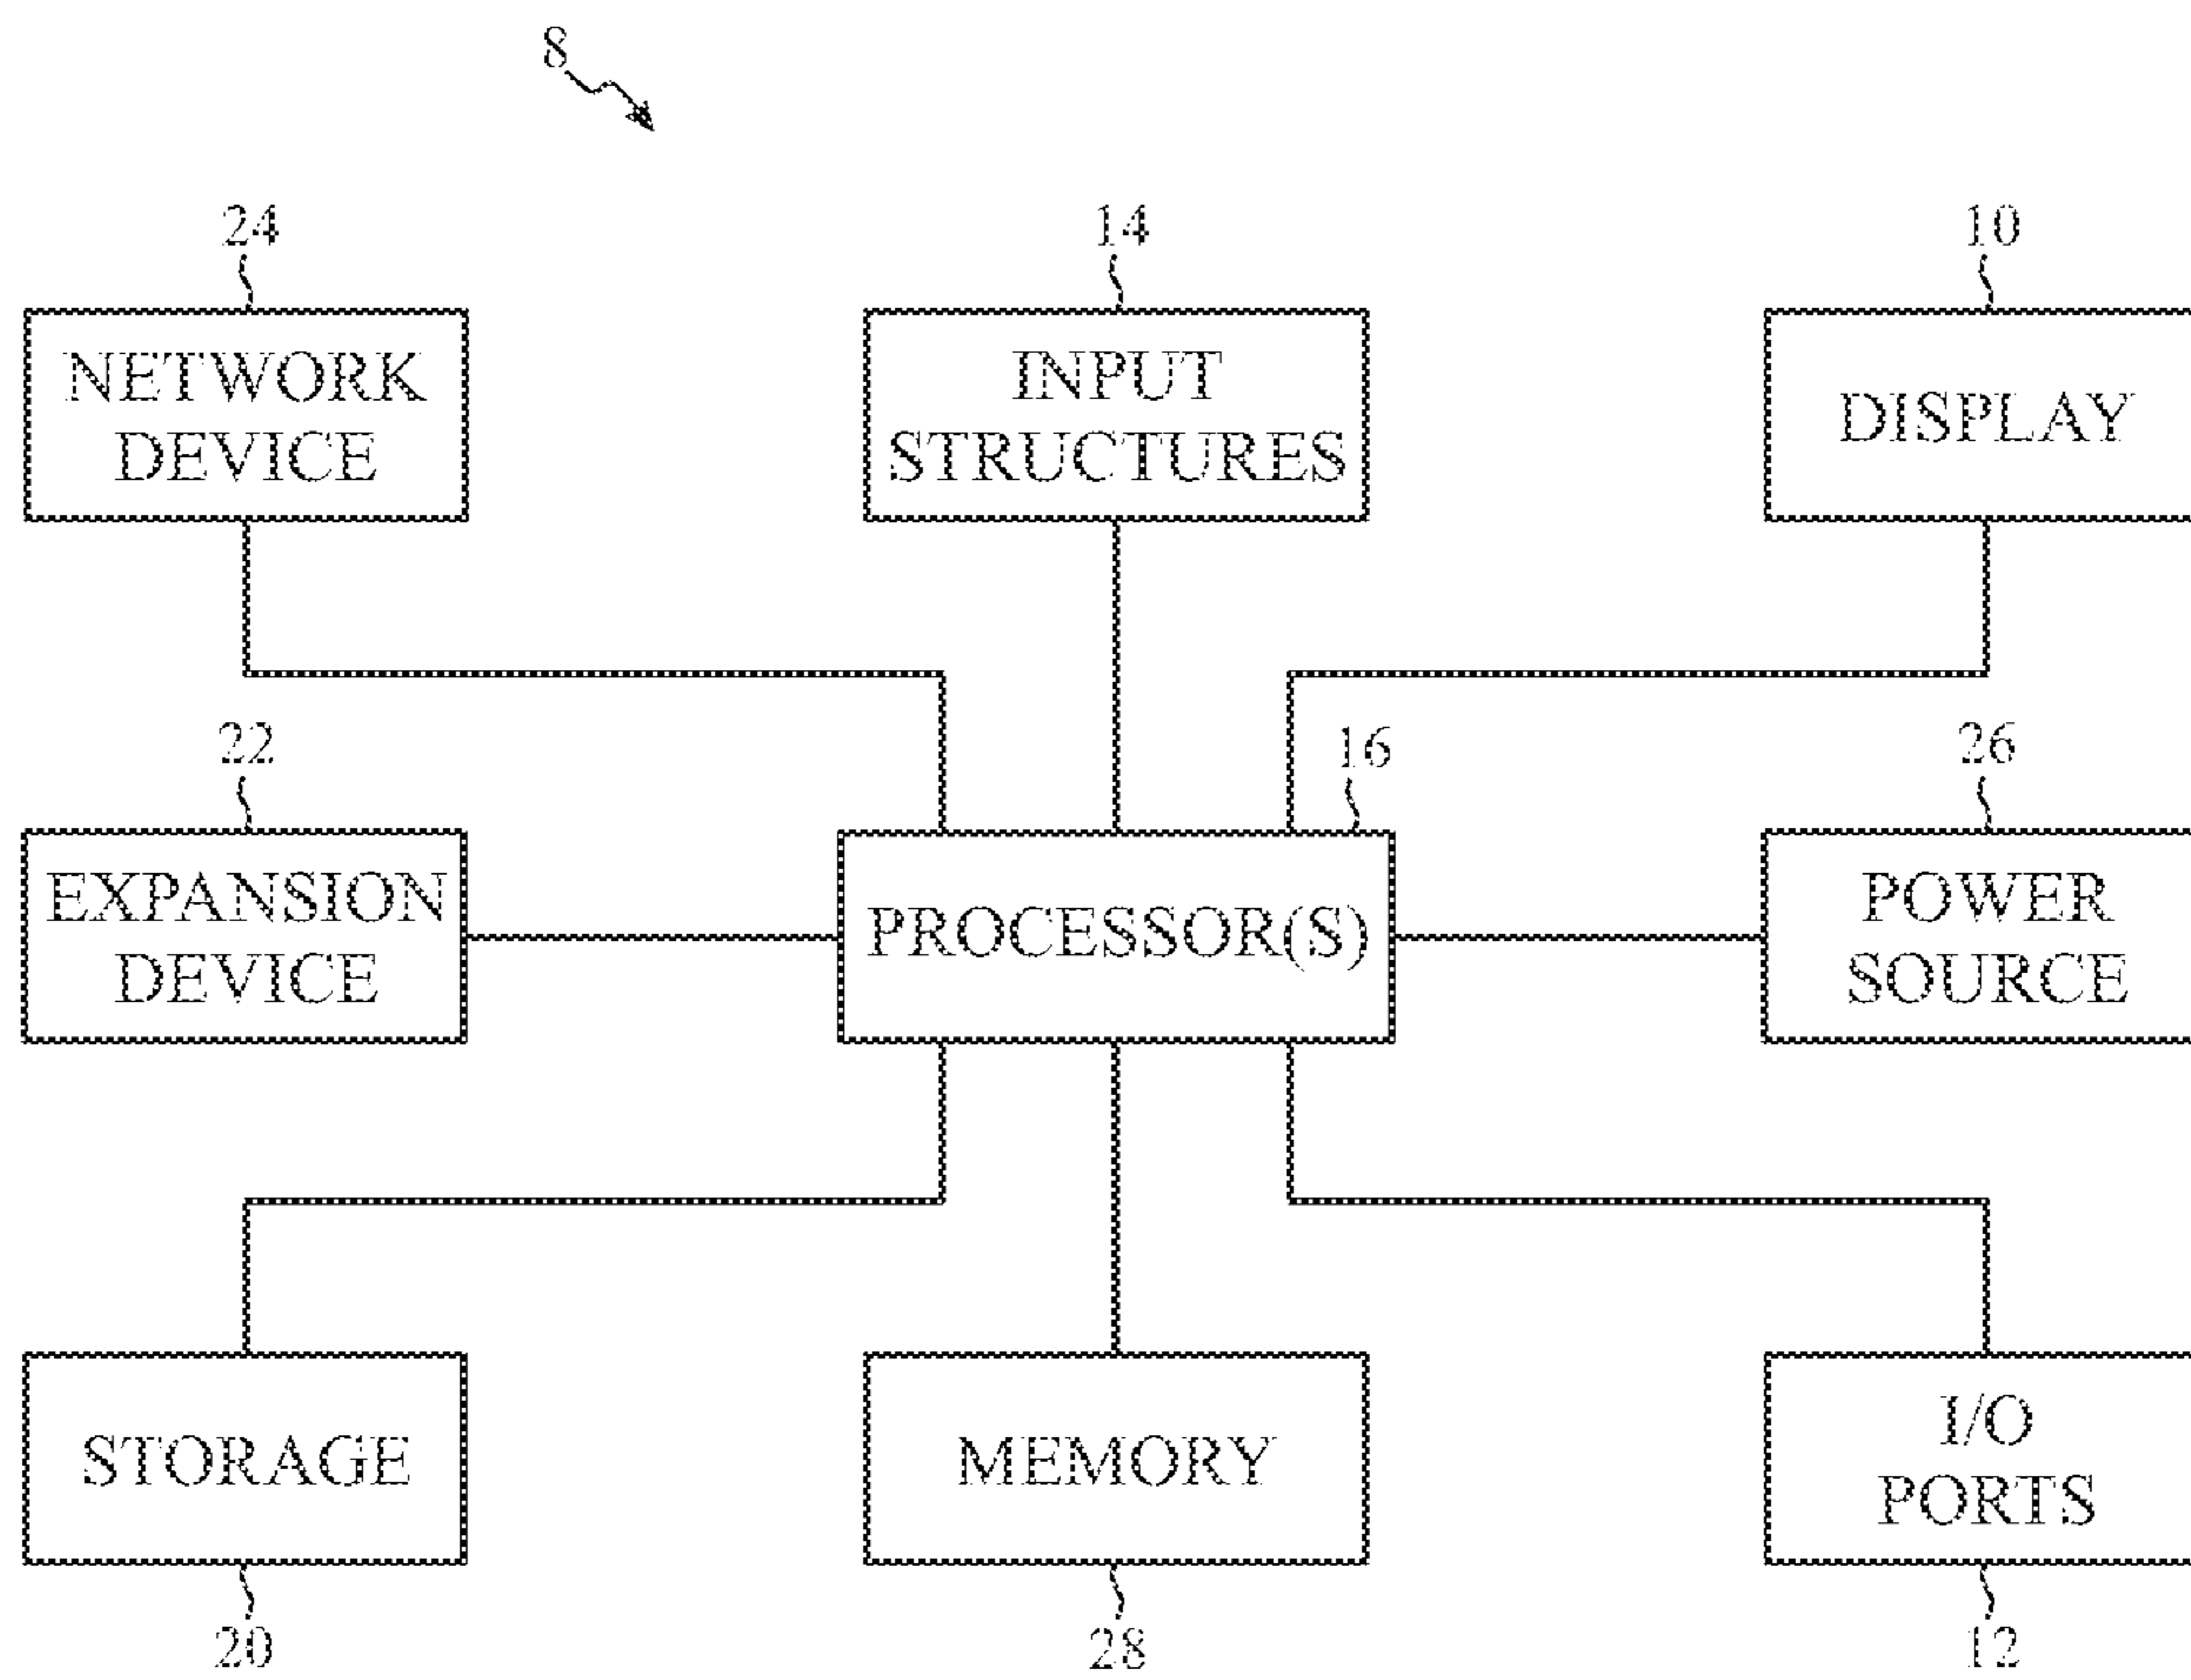 8
24
14
10
NETWORK
DEVICE
INPUT
STRUCTURES
DISPLAY
22
16
26
EXPANSION
DEVICE
PROCESSOR(S)
POWER
SOURCE
STORAGE
MEMORY
I/O
PORTS
20
28
12